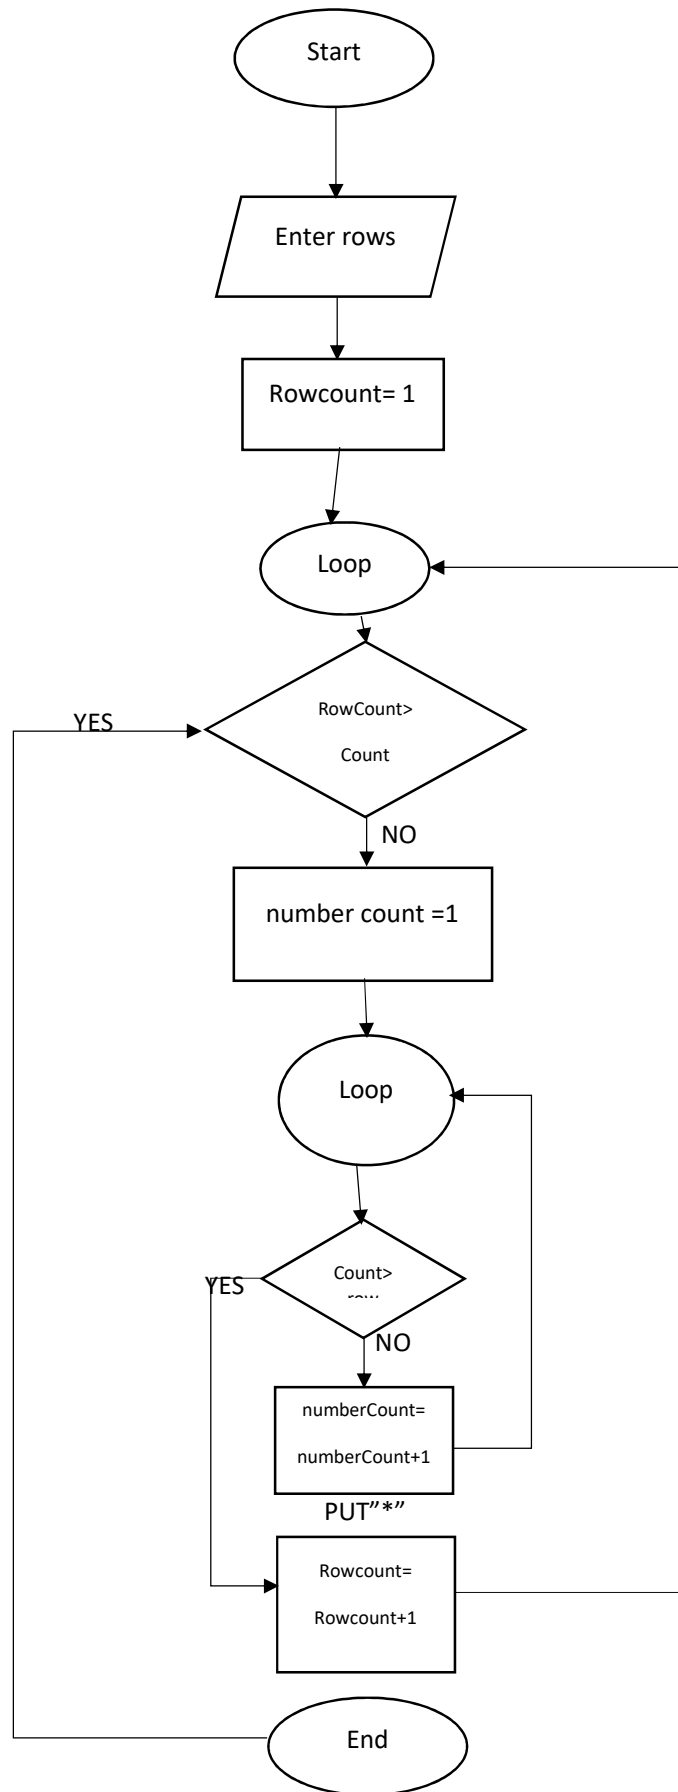 Start
Enter rows
Rowcount= 1
Loop
RowCount>
Count
YES
NO
number count =1
Loop
Count>
YES
NO
numberCount=
numberCount+1
PUT”*”
Rowcount=
Rowcount+1
End